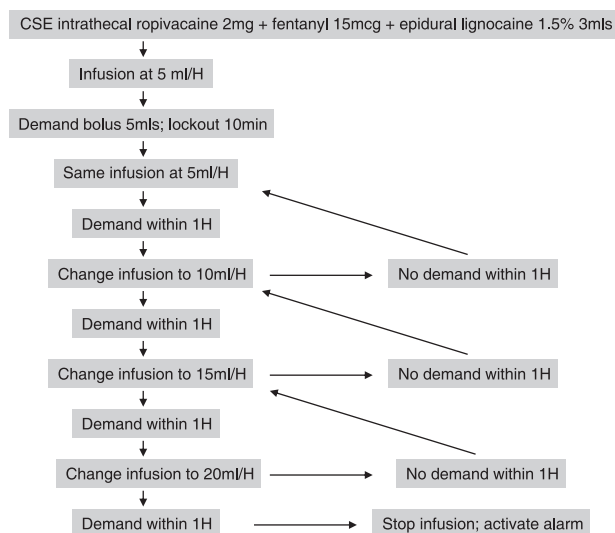 CSE intrathecal ropivacaine 2mg + fentanyl 15mcg + epidural lignocaine 1.5% 3mls
Infusion at 5 ml/H
Demand bolus 5mls; lockout 10min
Same infusion at 5ml/H
Demand within 1H
Change infusion to 10ml/H
No demand within 1H
Demand within 1H
Change infusion to 15ml/H
No demand within 1H
Demand within 1H
Change infusion to 20ml/H
No demand within 1H
Demand within 1H
Stop infusion; activate alarm